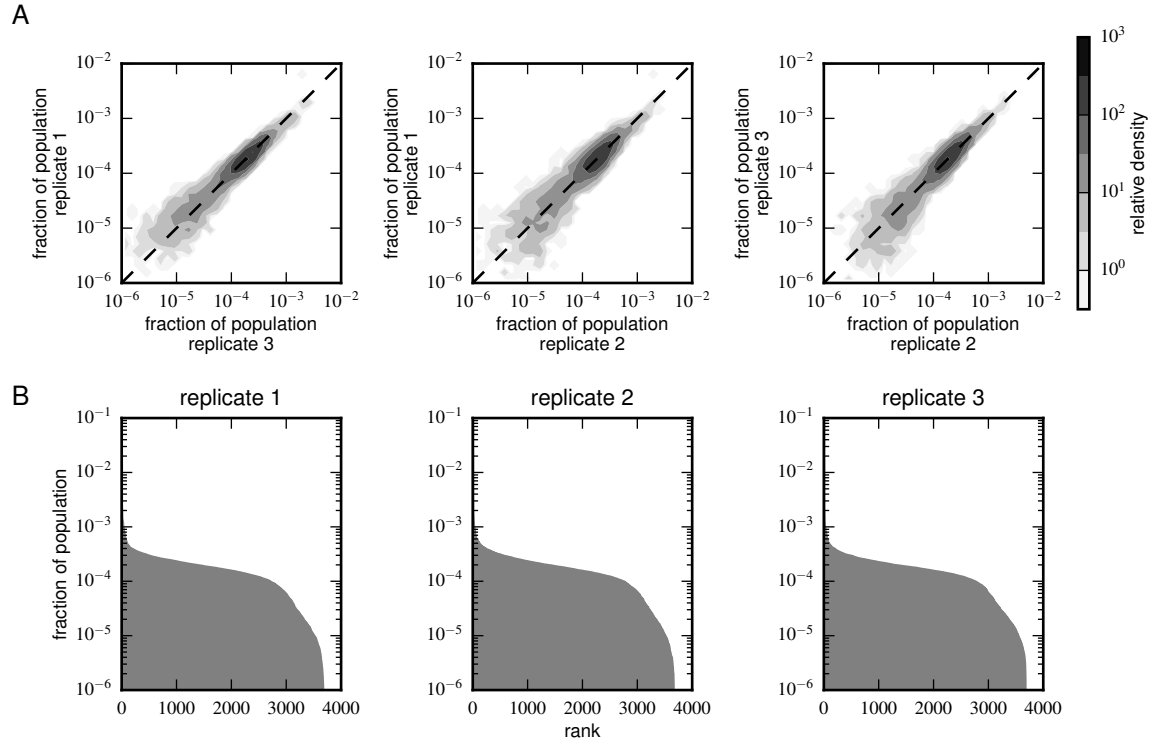 A
fraction of population
replicate 1
10⁻²
10⁻³
10⁻⁴
10⁻⁵
10⁻⁶
10⁻⁶ 10⁻⁵ 10⁻⁴ 10⁻³ 10⁻²
fraction of population
replicate 3
fraction of population
replicate 1
10⁻²
10⁻³
10⁻⁴
10⁻⁵
10⁻⁶
10⁻⁶ 10⁻⁵ 10⁻⁴ 10⁻³ 10⁻²
fraction of population
replicate 2
fraction of population
replicate 3
10⁻²
10⁻³
10⁻⁴
10⁻⁵
10⁻⁶
10⁻⁶ 10⁻⁵ 10⁻⁴ 10⁻³ 10⁻²
fraction of population
replicate 2
10³
10²
10¹
10⁰
relative density
B
replicate 1
fraction of population
10⁻¹
10⁻²
10⁻³
10⁻⁴
10⁻⁵
10⁻⁶
0 1000 2000 3000 4000
replicate 2
10⁻¹
10⁻²
10⁻³
10⁻⁴
10⁻⁵
10⁻⁶
0 1000 2000 3000 4000
rank
replicate 3
10⁻¹
10⁻²
10⁻³
10⁻⁴
10⁻⁵
10⁻⁶
0 1000 2000 3000 4000